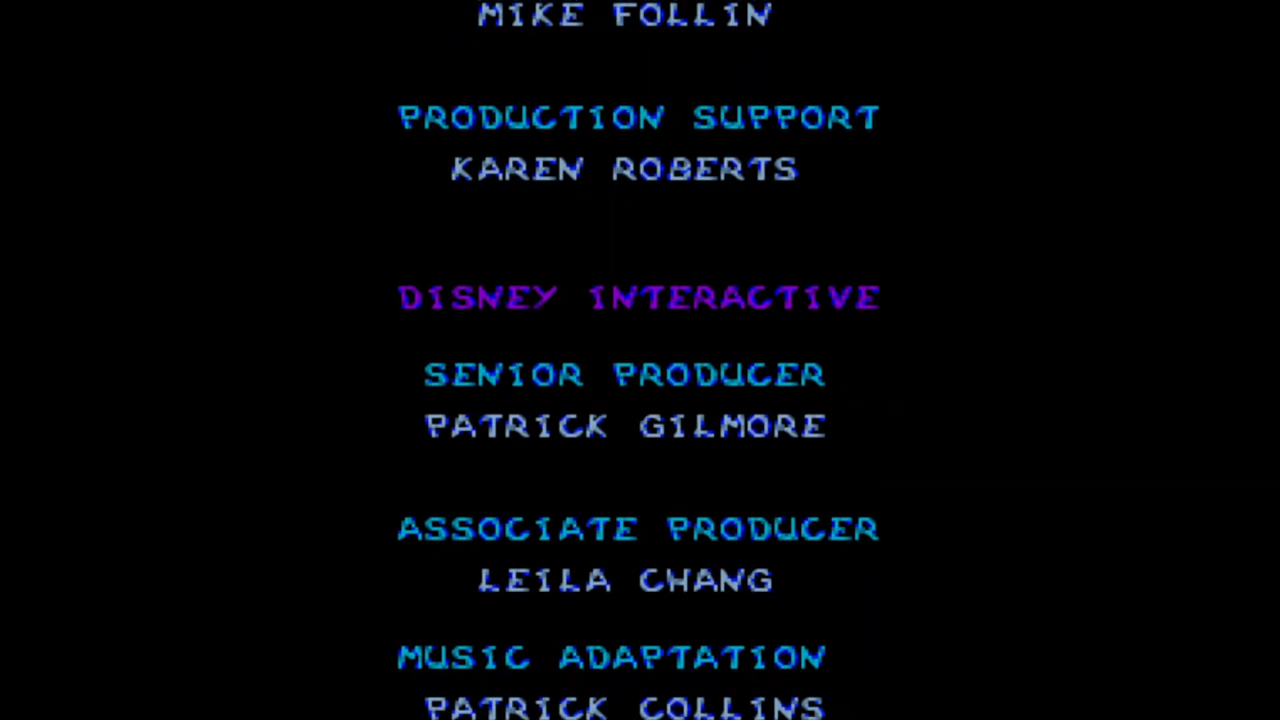 MIKE FOLLIN
PRODUCTION SUPPORT
KAREN ROBERTS
DISNEY INTERACTIVE
SENIOR PRODUCER
PATRICK GILMORE
ASSOCIATE PRODUCER
LEILA CHANG
MUSIC ADAPTATION
PATRICK COLLINS